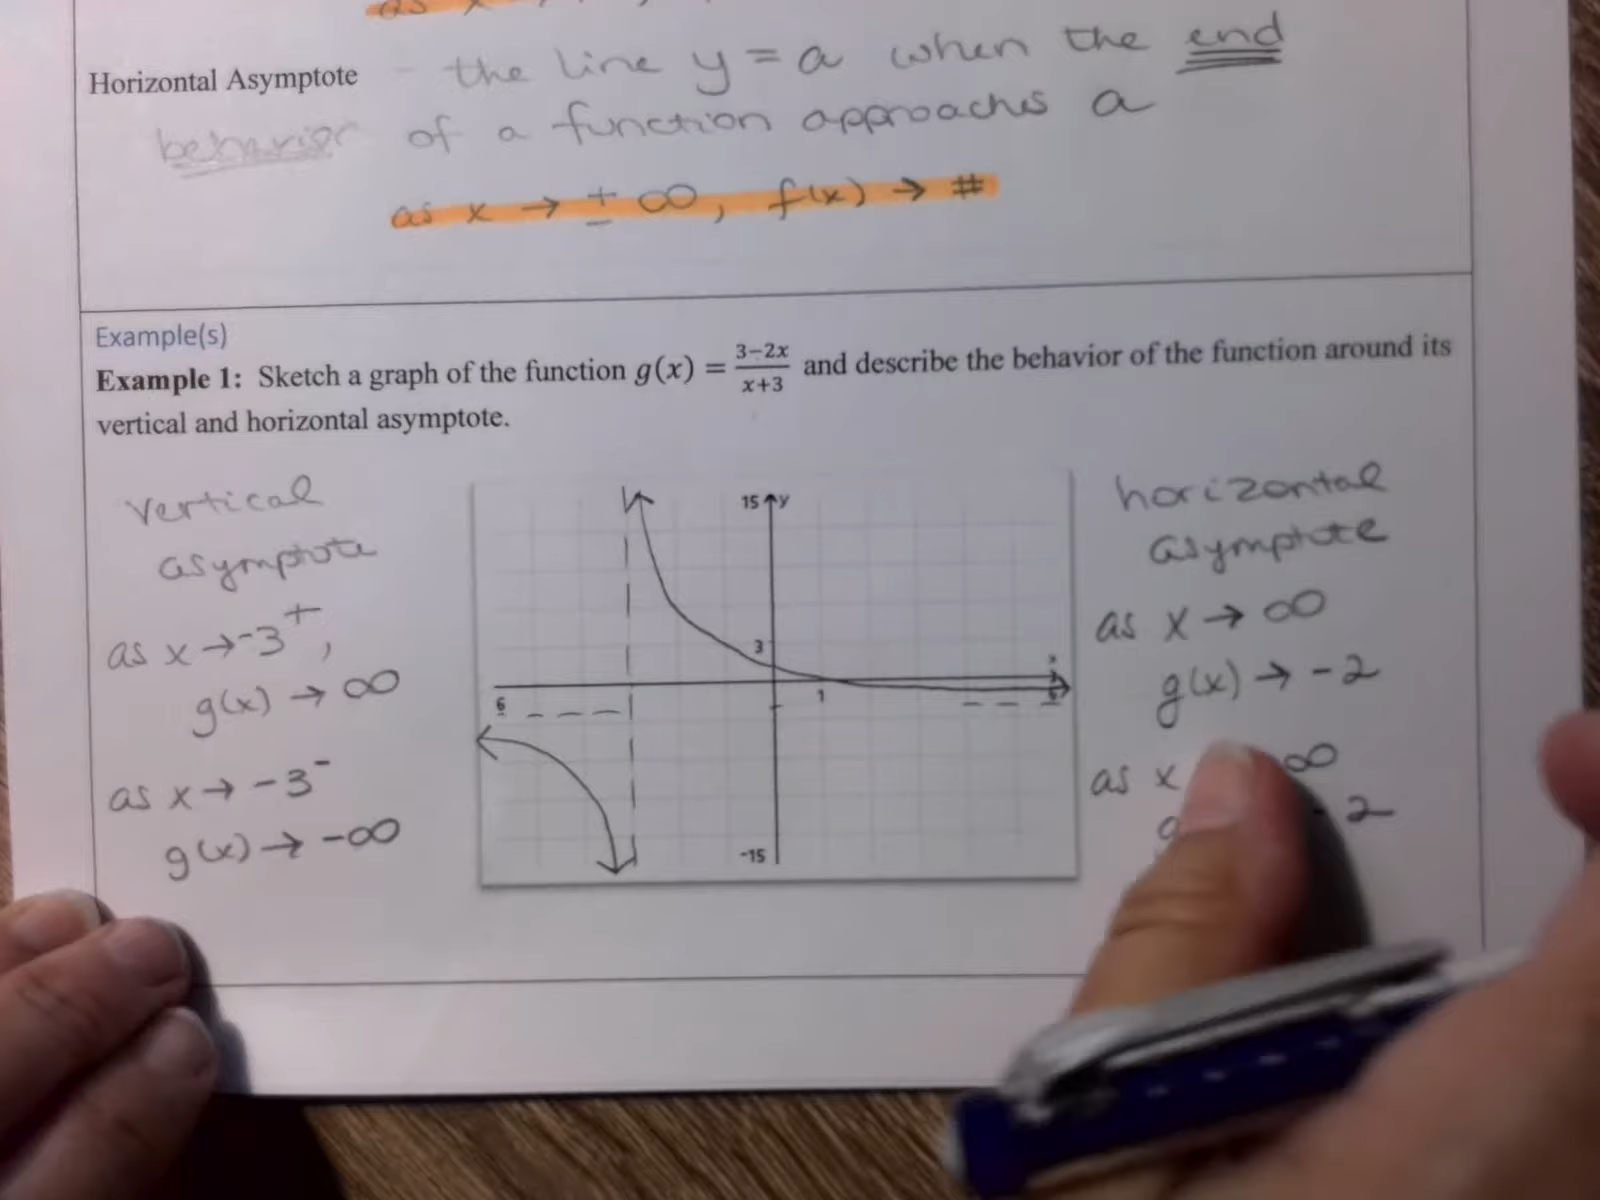 as x
Horizontal Asymptote - the line y = a when the end
behavior of a function approaches a
as x → ± ∞, f(x) → #
Example(s)
Example 1: Sketch a graph of the function g(x) = 3−2x/x+3 and describe the behavior of the function around its
vertical and horizontal asymptote.
vertical
asymptote
as x → -3⁺,
g(x) → ∞
as x → -3⁻
g(x) → -∞
15 y
3
6
1
-15
horizontal
asymptote
as x → ∞
g(x) → -2
as x ∞
g -2